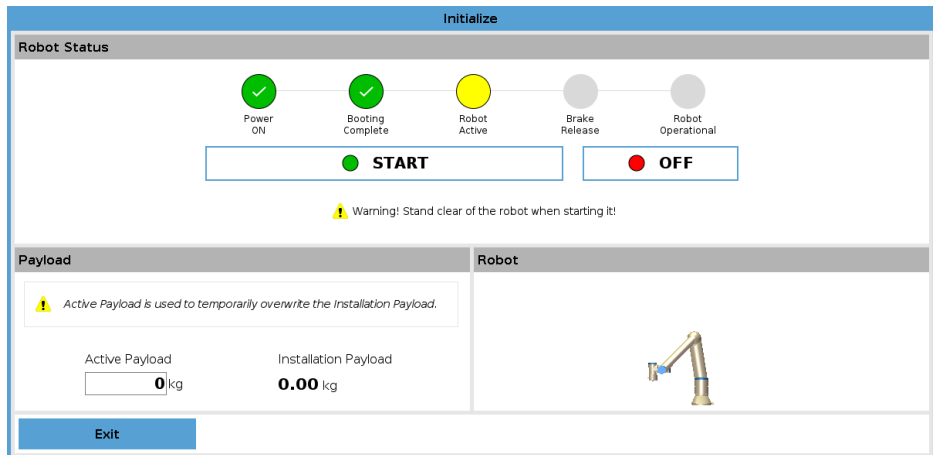 Initialize
Robot Status
Power ON
Booting Complete
Robot Active
Brake Release
Robot Operational
START
OFF
Warning! Stand clear of the robot when starting it!
Payload
Robot
Active Payload is used to temporarily overwrite the Installation Payload.
Active Payload
Installation Payload
0 kg
0.00 kg
Exit